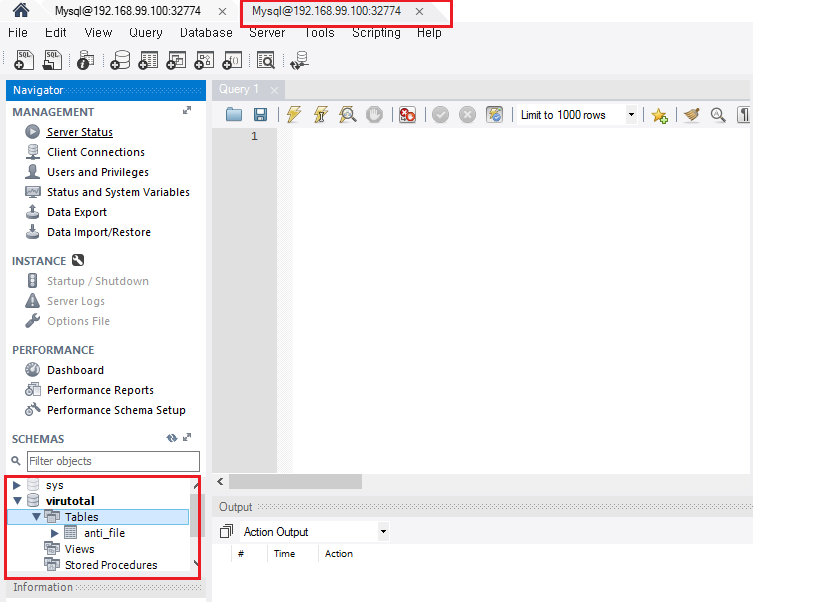 Mysql@192.168.99.100:32774 × Mysql@192.168.99.100:32774 ×
File Edit View Query Database Server Tools Scripting Help
Navigator
Query 1 ×
MANAGEMENT
Server Status
Client Connections
Users and Privileges
Status and System Variables
Data Export
Data Import/Restore
INSTANCE
Startup / Shutdown
Server Logs
Options File
PERFORMANCE
Dashboard
Performance Reports
Performance Schema Setup
SCHEMAS
Filter objects
sys
virutotal
Tables
anti_file
Views
Stored Procedures
Information
Limit to 1000 rows
1
Output
Action Output
# Time Action